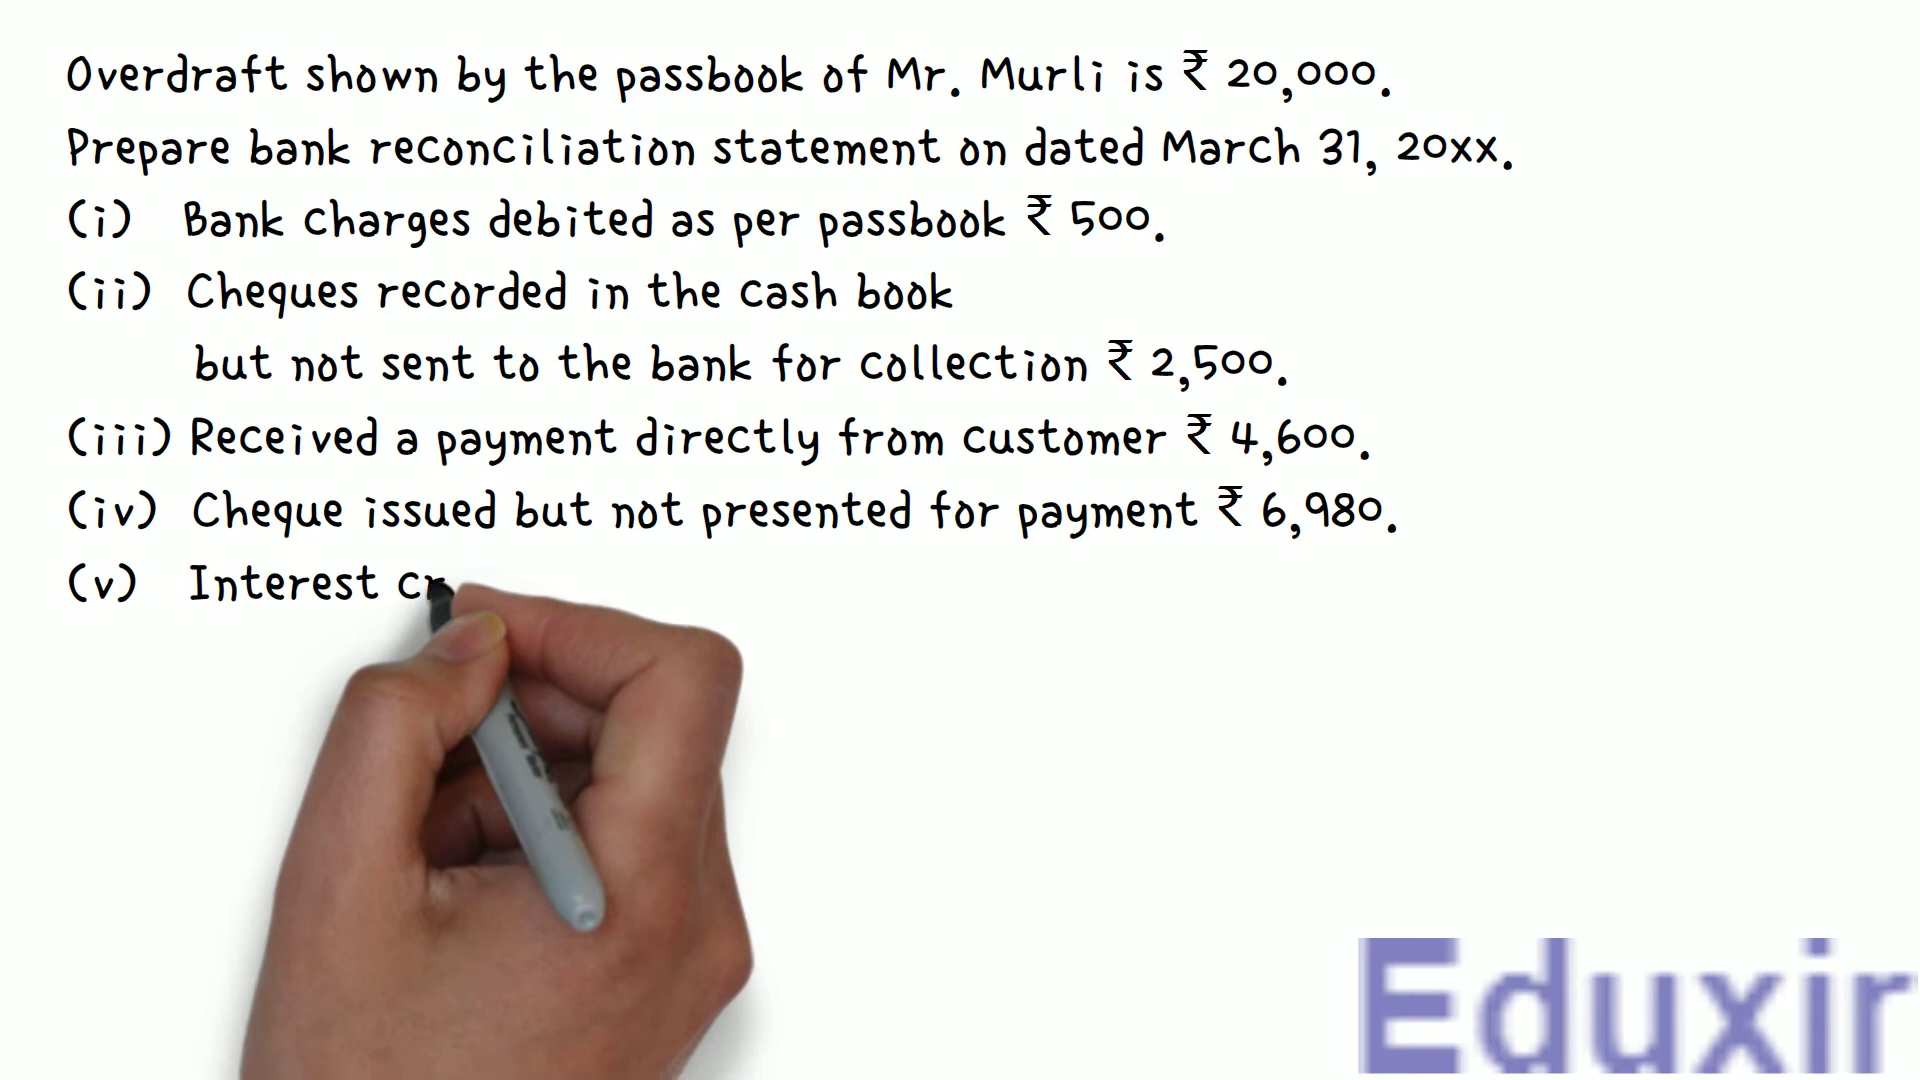 Overdraft shown by the passbook of Mr. Murli is ₹ 20,000.
Prepare bank reconciliation statement on dated March 31, 20xx.
(i) Bank charges debited as per passbook ₹ 500.
(ii) Cheques recorded in the cash book
but not sent to the bank for collection ₹ 2,500.
(iii) Received a payment directly from customer ₹ 4,600.
(iv) Cheque issued but not presented for payment ₹ 6,980.
(v) Interest cr
Eduxir